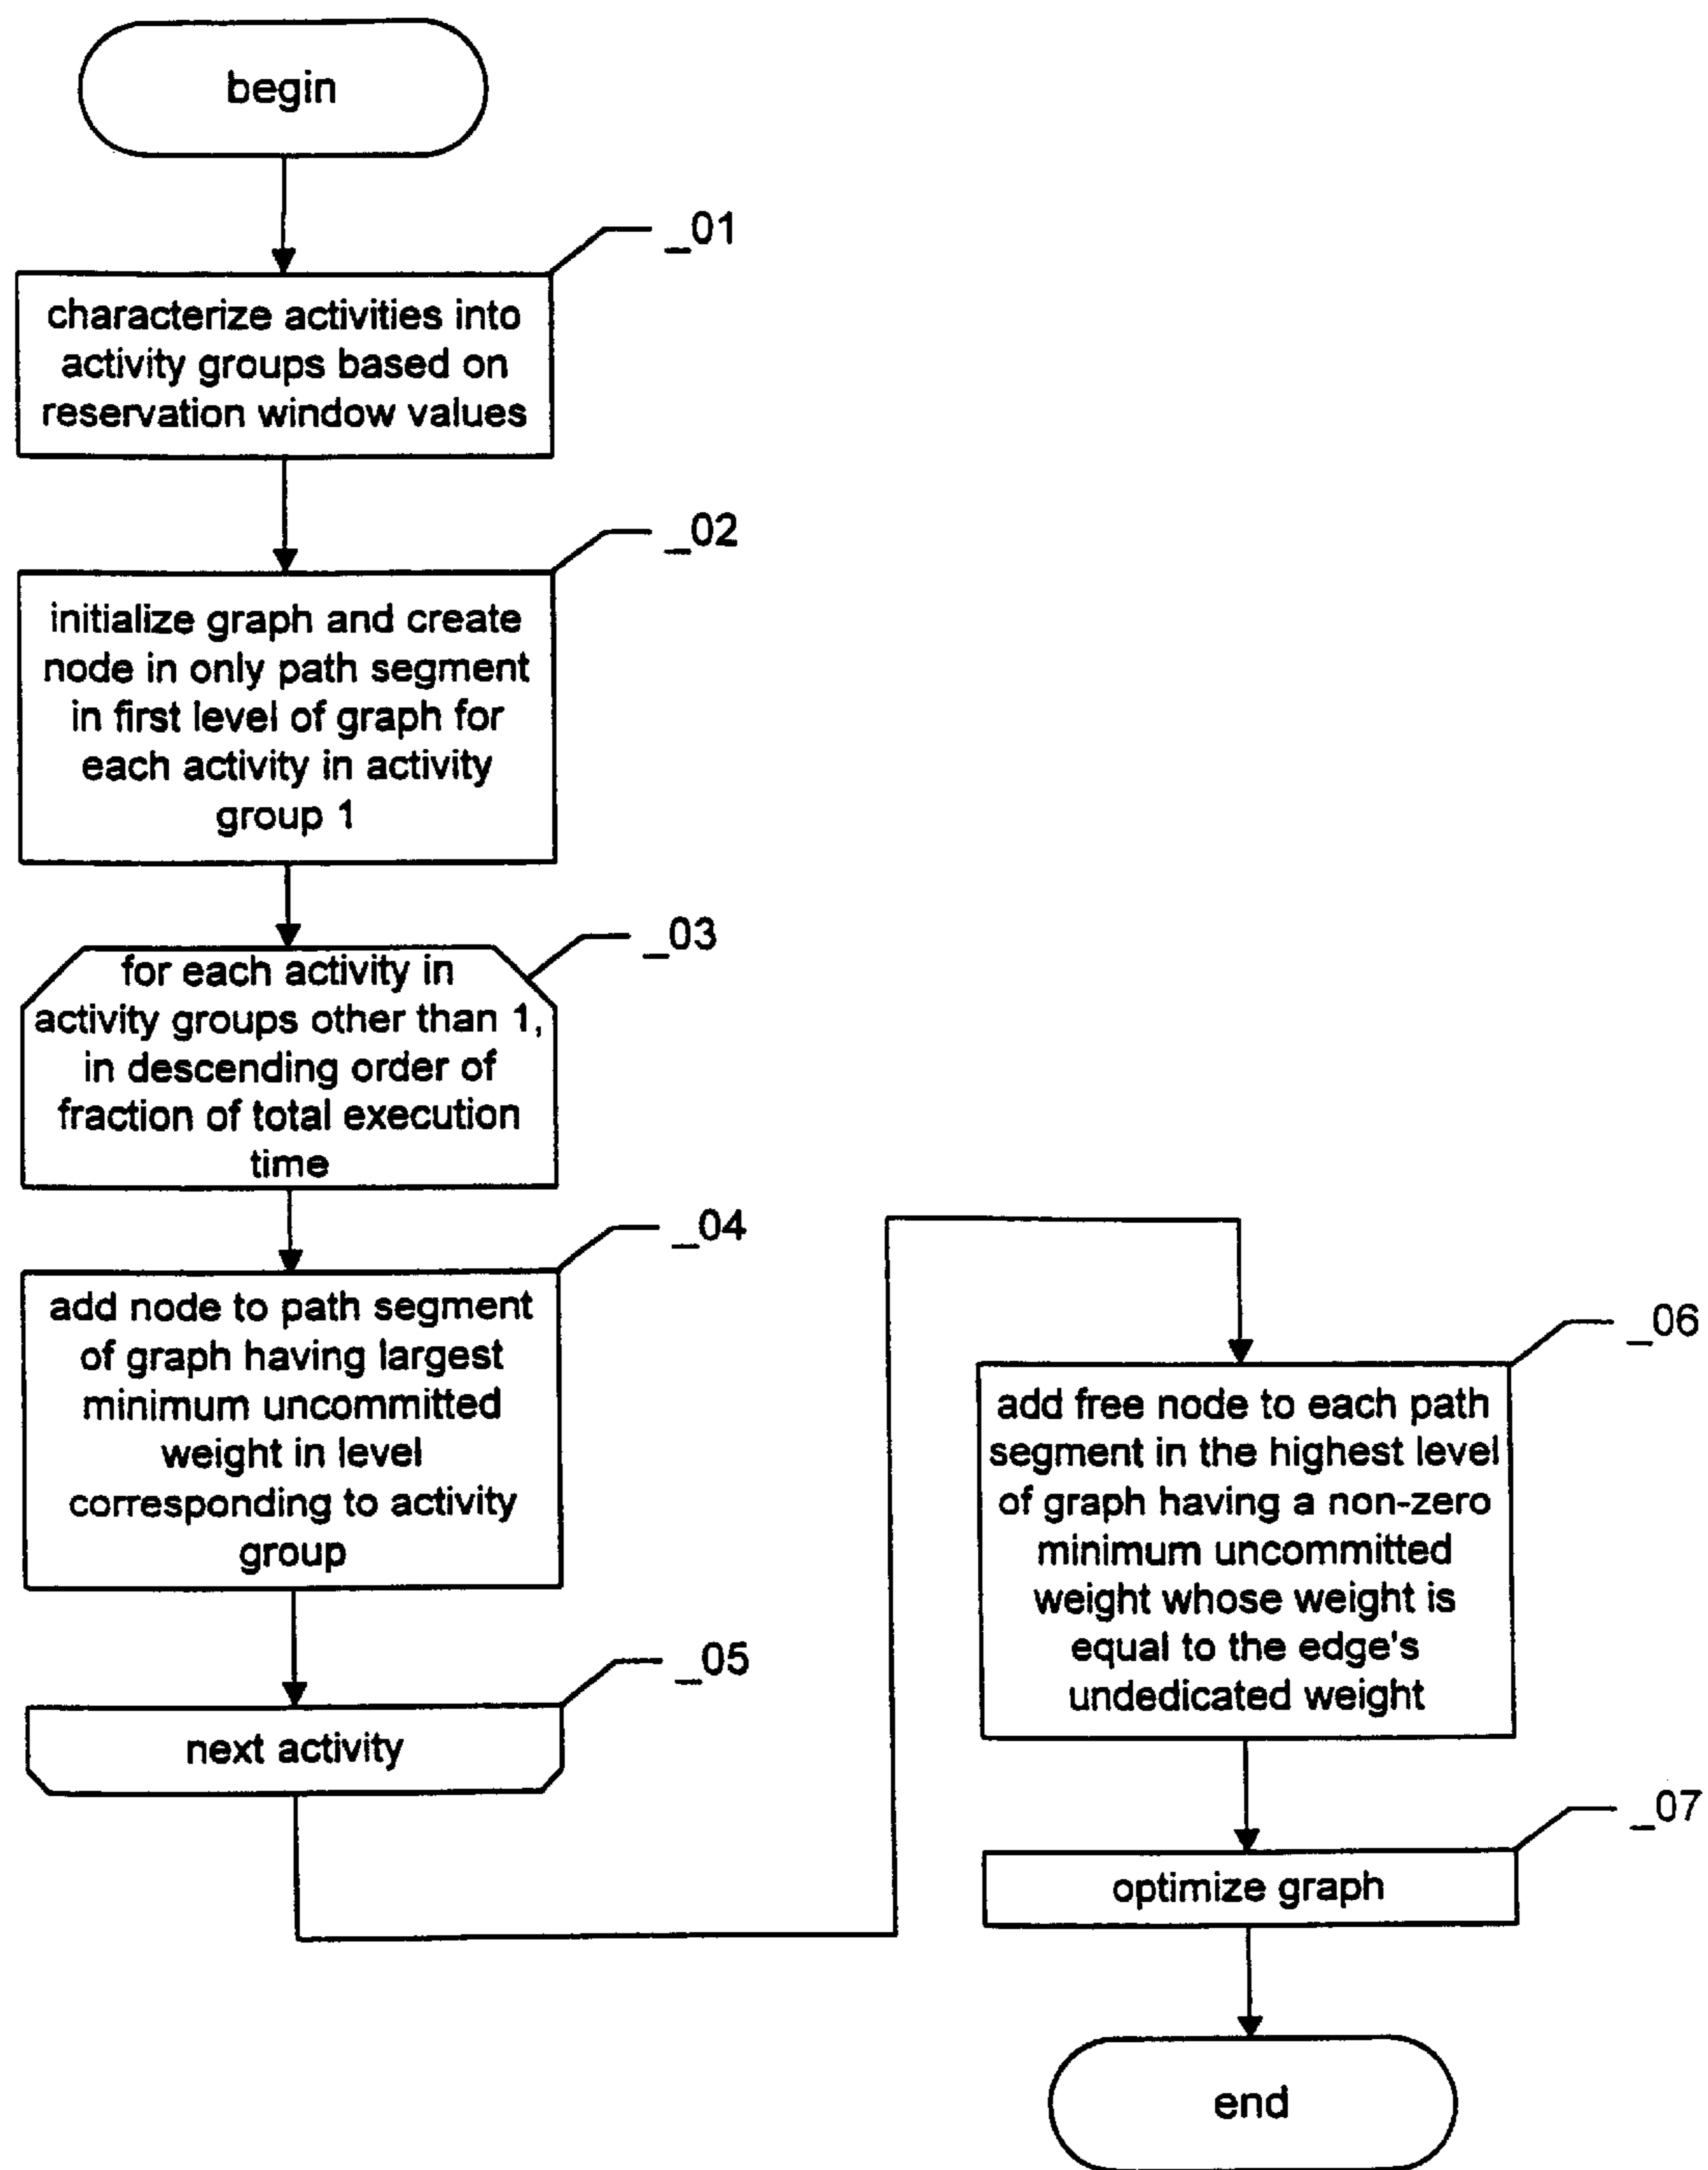 begin
_01
characterize activities into
activity groups based on
reservation window values
_02
initialize graph and create
node in only path segment
in first level of graph for
each activity in activity
group 1
_03
for each activity in
activity groups other than 1,
in descending order of
fraction of total execution
time
_04
add node to path segment
of graph having largest
minimum uncommitted
weight in level
corresponding to activity
group
_05
next activity
_06
add free node to each path
segment in the highest level
of graph having a non-zero
minimum uncommitted
weight whose weight is
equal to the edge's
undedicated weight
_07
optimize graph
end